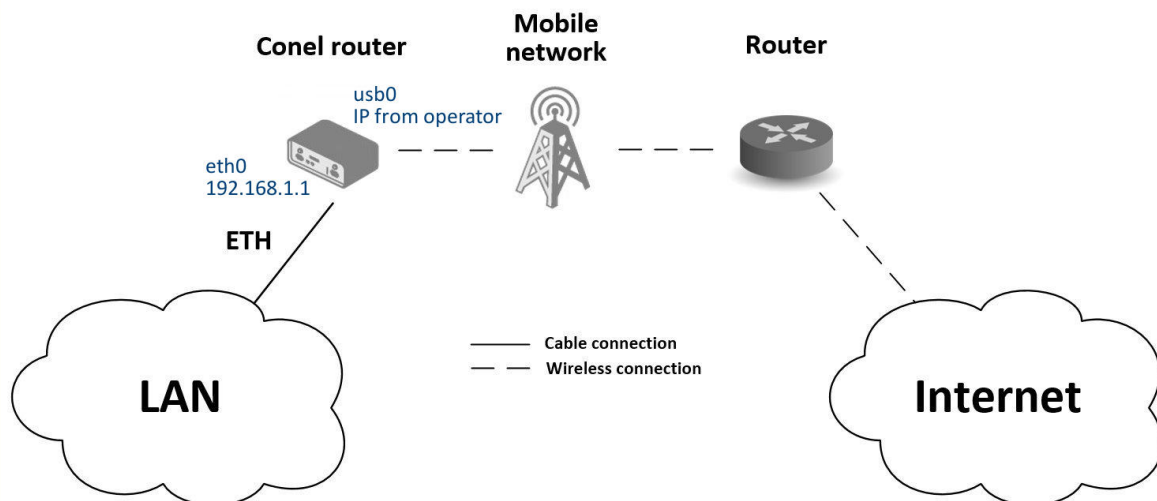 Conel router
Mobile
network
Router
usb0
IP from operator
eth0
192.168.1.1
ETH
Cable connection
Wireless connection
LAN
Internet